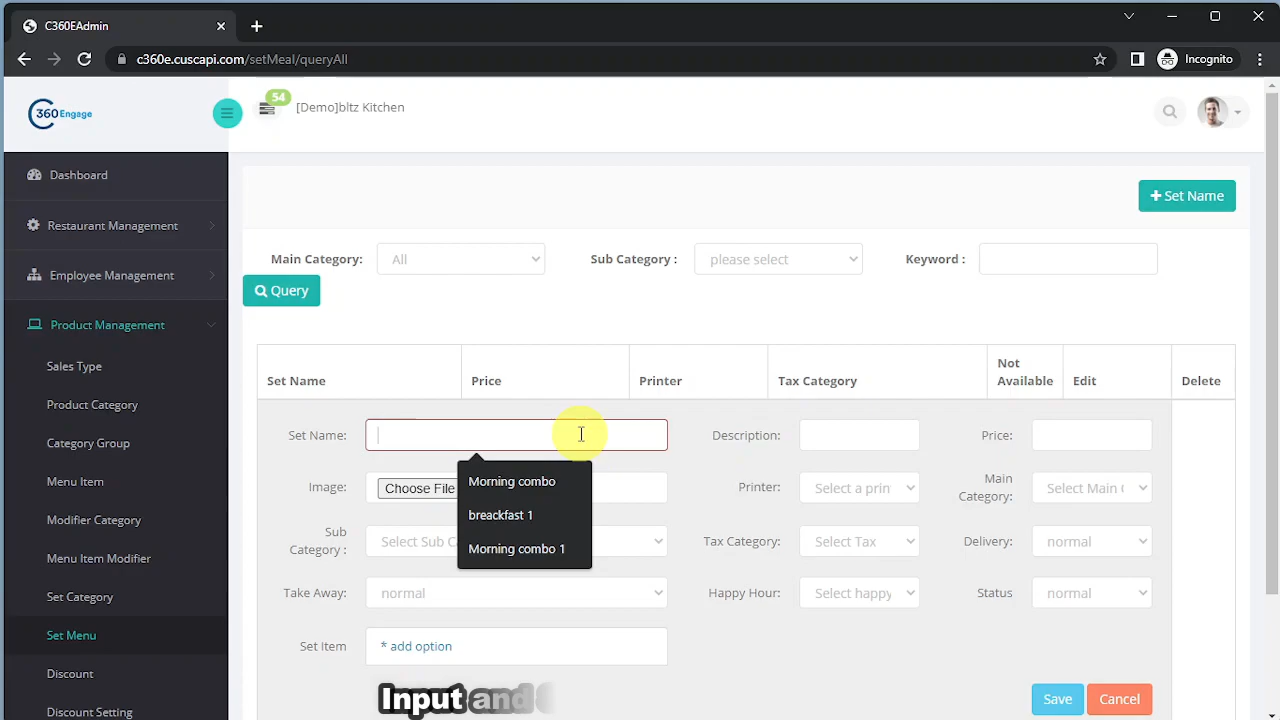 C360EAdmin
c360e.cuscapi.com/setMeal/queryAll
Incognito
360 Engage
54
[Demo]bltz Kitchen
Dashboard
Restaurant Management
Employee Management
Product Management
Sales Type
Product Category
Category Group
Menu Item
Modifier Category
Menu Item Modifier
Set Category
Set Menu
Discount
Discount Setting
+ Set Name
Main Category: All
Sub Category : please select
Keyword :
Query
Set Name Price Printer Tax Category Not Available Edit Delete
Set Name: Description: Price:
Morning combo
breackfast 1
Morning combo 1
Image: Choose File Printer: Select a prin Main Category: Select Main C
Sub Category : Select Sub C Tax Category: Select Tax Delivery: normal
Take Away: normal Happy Hour: Select happy Status normal
Set Item * add option
Save Cancel
Input and